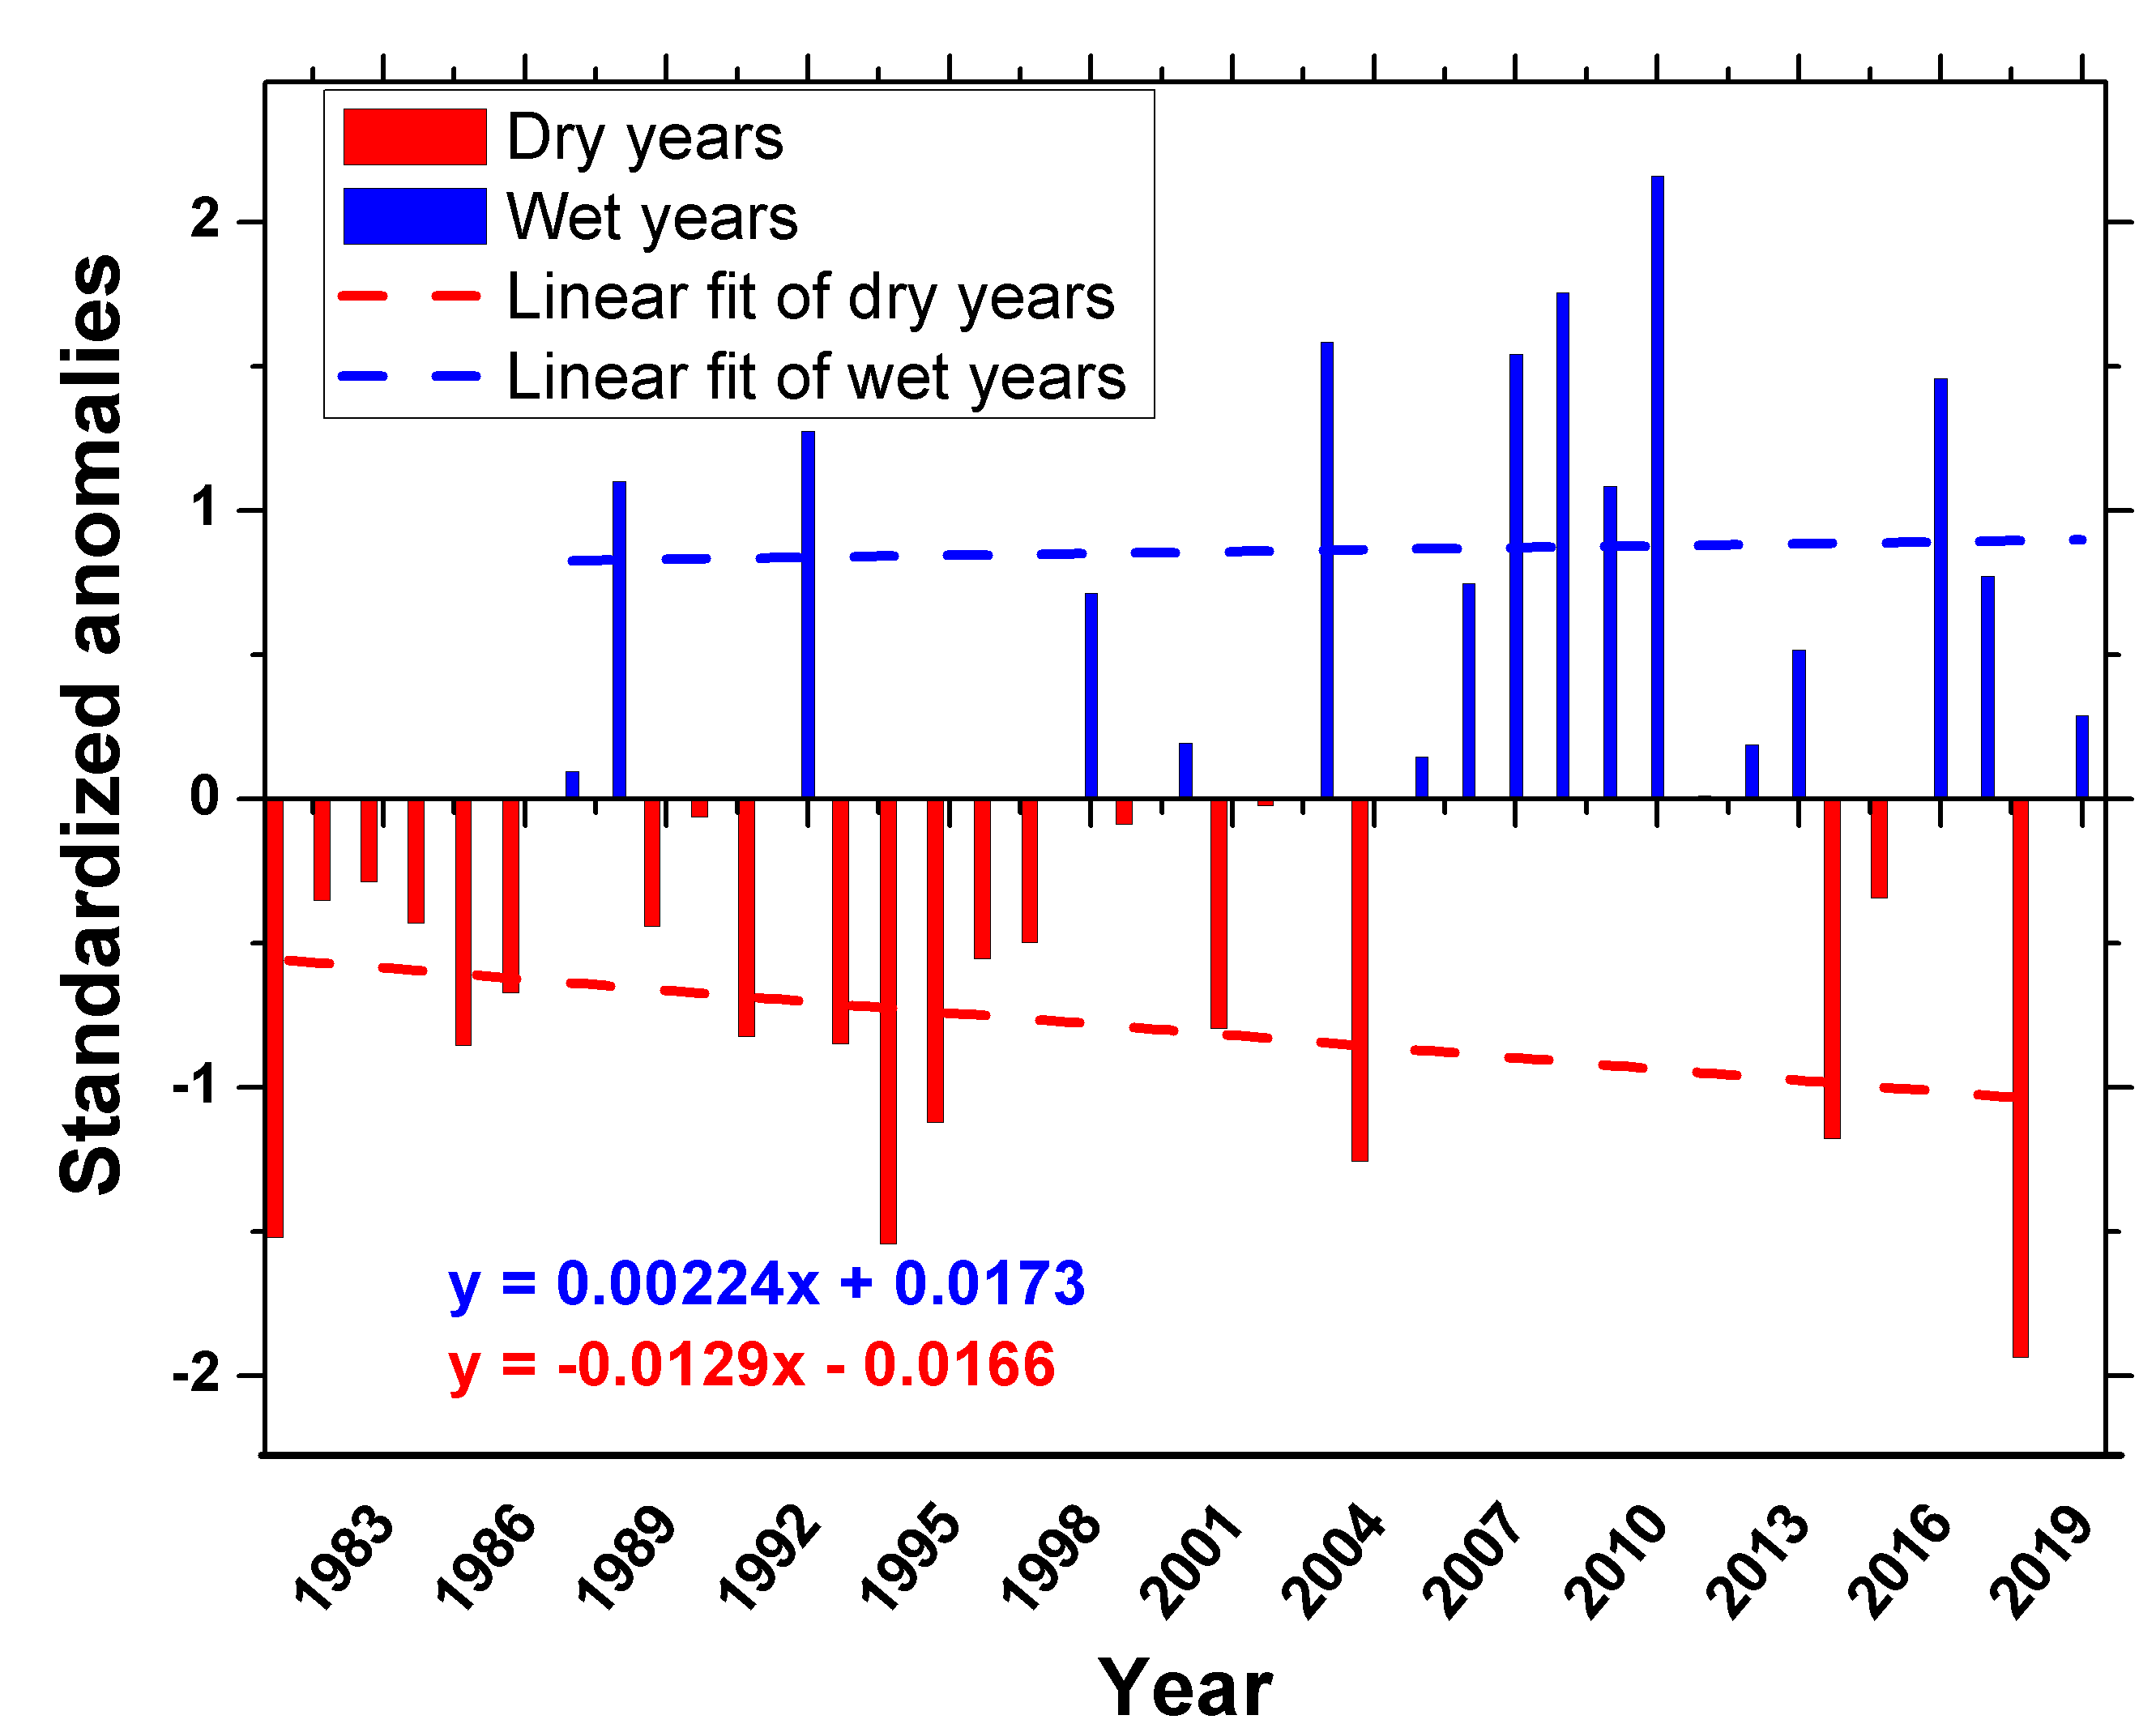 Dry years
Wet years
Linear fit of dry years
Linear fit of wet years
2
1
0
-1
-2
Standardized anomalies
y = 0.00224x + 0.0173
y = -0.0129x - 0.0166
1983 1986 1989 1992 1995 1998 2001 2004 2007 2010 2013 2016 2019
Year